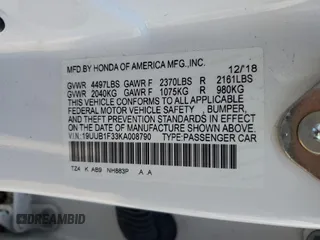 MFD.BY HONDA OF AMERICA MFG.,INC. 12/18
GVWR 4497LBS GAWR F 2370LBS R 2161LBS
GVWR 2040KG GAWR F 1075KG R 980KG
THIS VEHICLE CONFORMS TO ALL APPLICABLE
FEDERAL MOTOR VEHICLE SAFETY , BUMPER,
AND THEFT PREVENTION STANDARDS IN EFFECT
ON THE DATE OF MANUFACTURE SHOWN ABOVE.
VIN:19UUB1F33KA008790 TYPE:PASSENGER CAR
TZA K AB9 NH883P A A
AUTOBIDMASTER